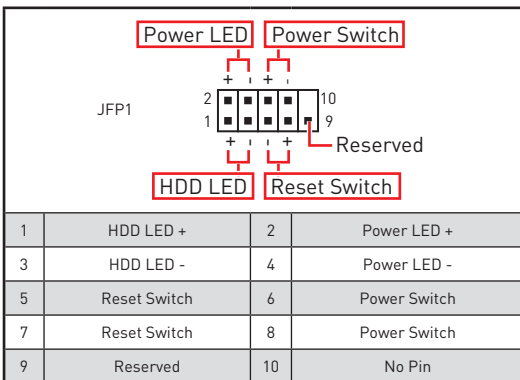 Power LED Power Switch
+ - + -
JFP1
2 10
1 9
+ - - +
Reserved
HDD LED Reset Switch
1 HDD LED + 2 Power LED +
3 HDD LED - 4 Power LED -
5 Reset Switch 6 Power Switch
7 Reset Switch 8 Power Switch
9 Reserved 10 No Pin